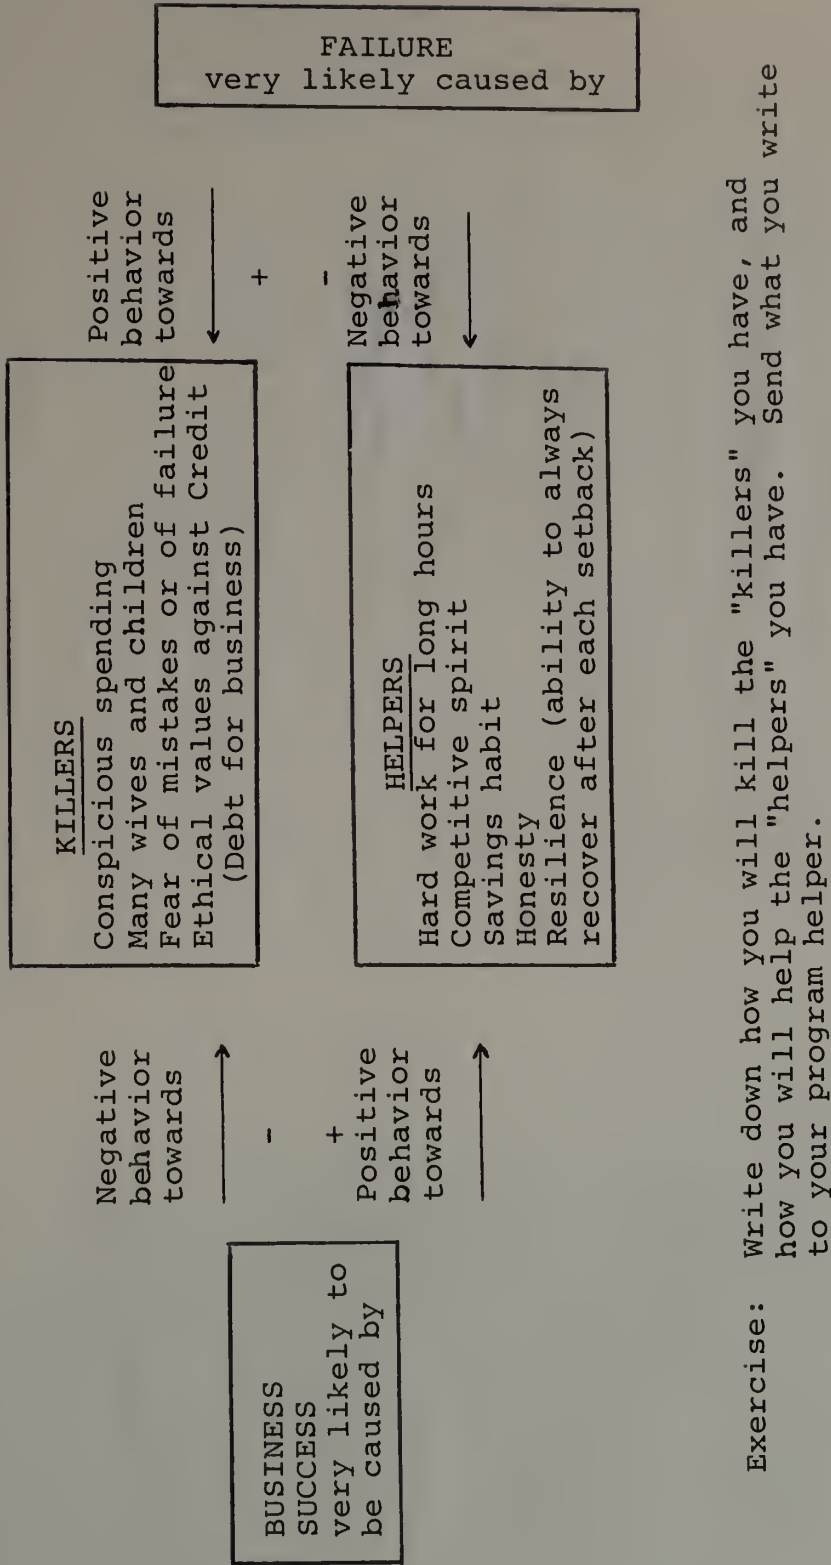 BUSINESS
SUCCESS
very likely to
be caused by
Negative
behavior
towards
-
+
Positive
behavior
towards
KILLERS
Conspicious spending
Many wives and children
Fear of mistakes or of failure
Ethical values against Credit
(Debt for business)
HELPERS
Hard work for long hours
Competitive spirit
Savings habit
Honesty
Resilience (ability to always
recover after each setback)
Positive
behavior
towards
+
-
Negative
behavior
towards
FAILURE
very likely caused by
Exercise: Write down how you will kill the "killers" you have, and
how you will help the "helpers" you have. Send what you write
to your program helper.